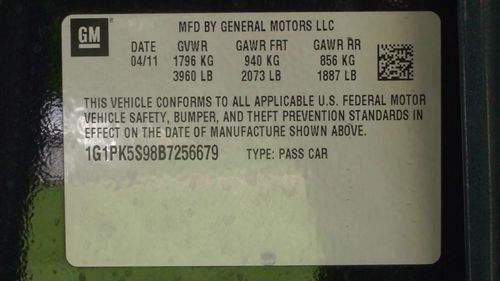 GM
MFD BY GENERAL MOTORS LLC
DATE GVWR GAWR FRT GAWR RR
04/11 1796 KG 940 KG 856 KG
3960 LB 2073 LB 1887 LB
THIS VEHICLE CONFORMS TO ALL APPLICABLE U.S. FEDERAL MOTOR
VEHICLE SAFETY, BUMPER, AND THEFT PREVENTION STANDARDS IN
EFFECT ON THE DATE OF MANUFACTURE SHOWN ABOVE.
1G1PK5S98B7256679 TYPE: PASS CAR